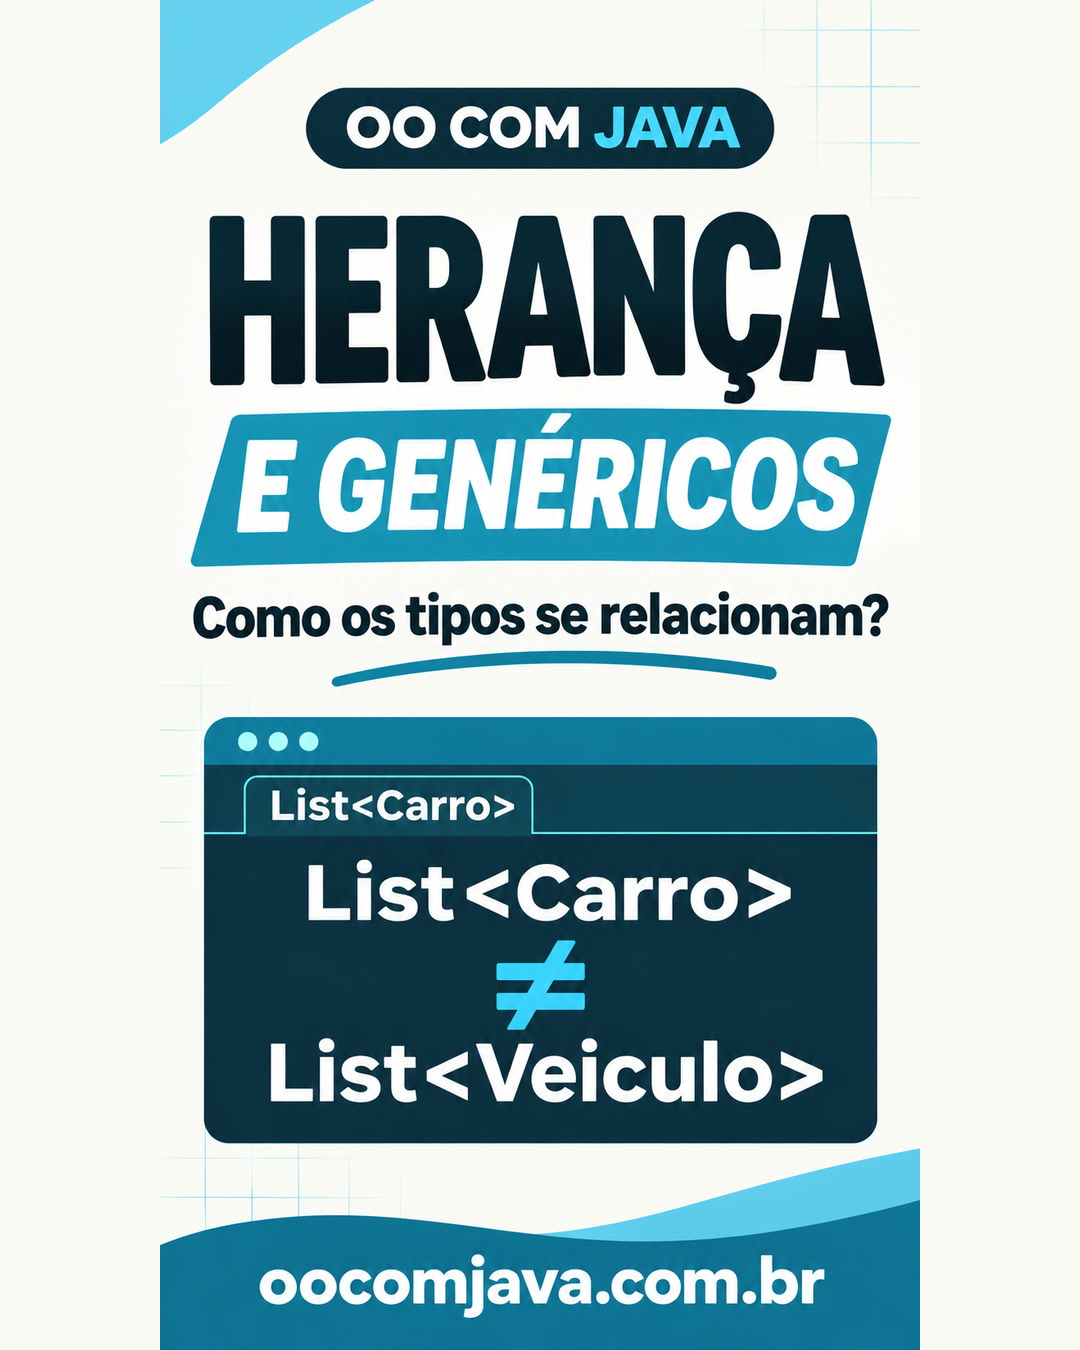 OO COM JAVA
HERANÇA
E GENÉRICOS
Como os tipos se relacionam?
List<Carro>
List<Carro>
≠
List<Veiculo>
oocomjava.com.br